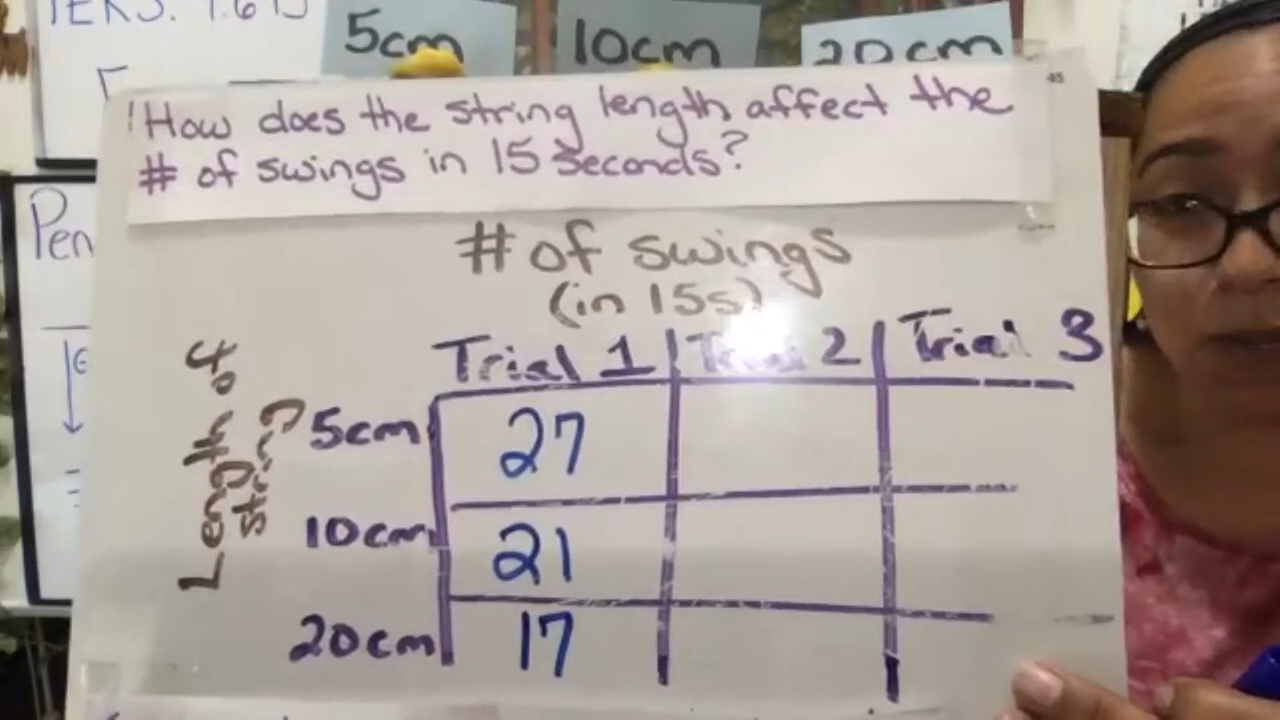 5cm
10cm
20cm
45
How does the string length affect the
# of swings in 15 seconds?
Pen
# of swings
(in 15s)
Trial 1
Trial 2
Trial 3
Length of
string
5cm
27
10cm
21
20cm
17